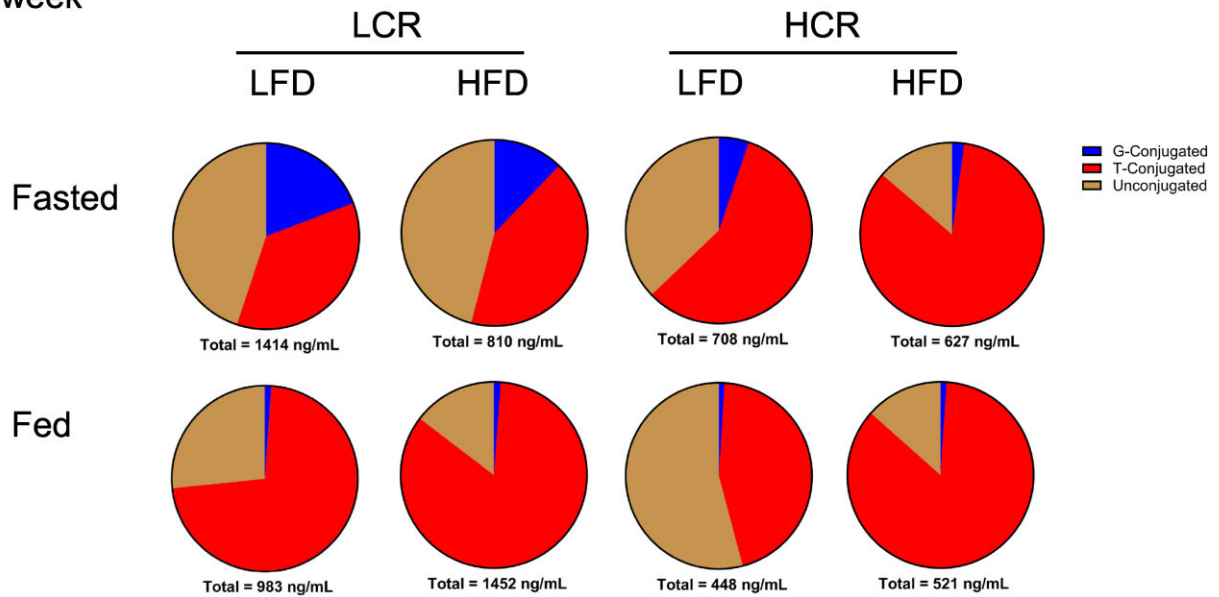 week
LCR HCR
LFD HFD LFD HFD
G-Conjugated
T-Conjugated
Unconjugated
Fasted
Total = 1414 ng/mL Total = 810 ng/mL Total = 708 ng/mL Total = 627 ng/mL
Fed
Total = 983 ng/mL Total = 1452 ng/mL Total = 448 ng/mL Total = 521 ng/mL